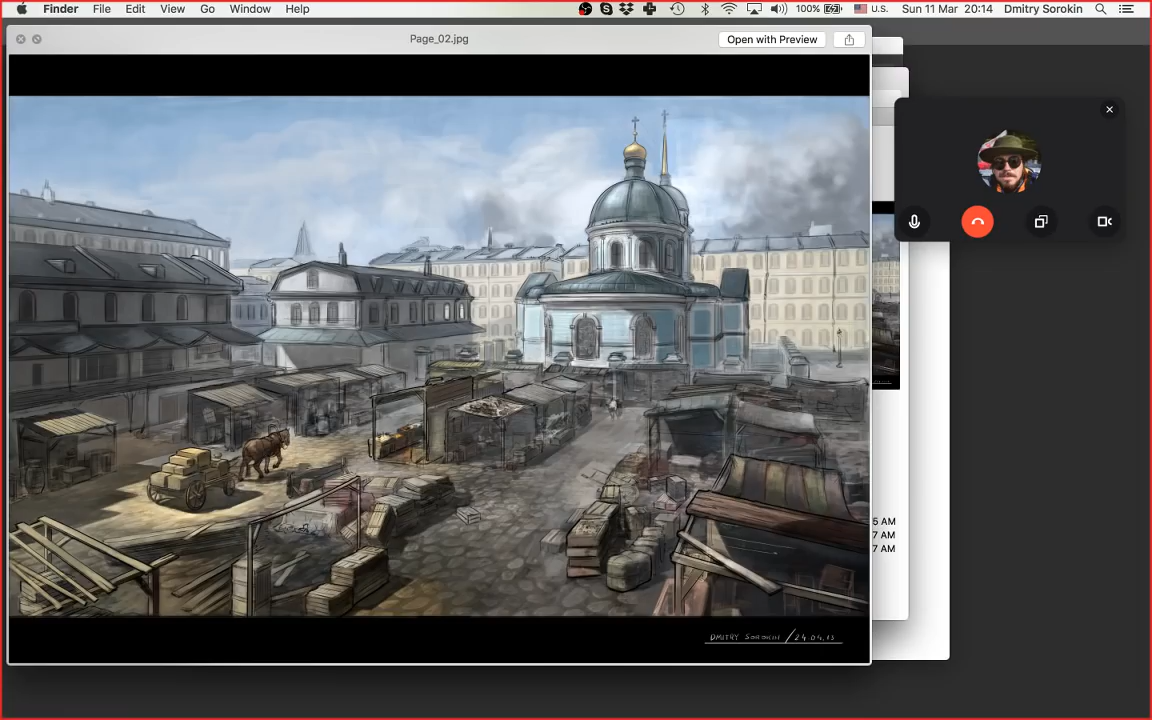 Finder File Edit View Go Window Help 100% U.S. Sun 11 Mar 20:14 Dmitry Sorokin
Page_02.jpg Open with Preview
5 AM
7 AM
7 AM
DMITRY SOROKIN / 24.04.13